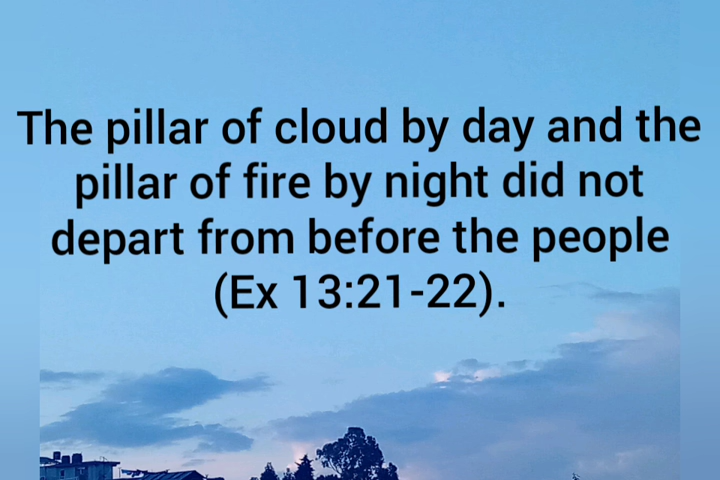 The pillar of cloud by day and the
pillar of fire by night did not
depart from before the people
(Ex 13:21-22).